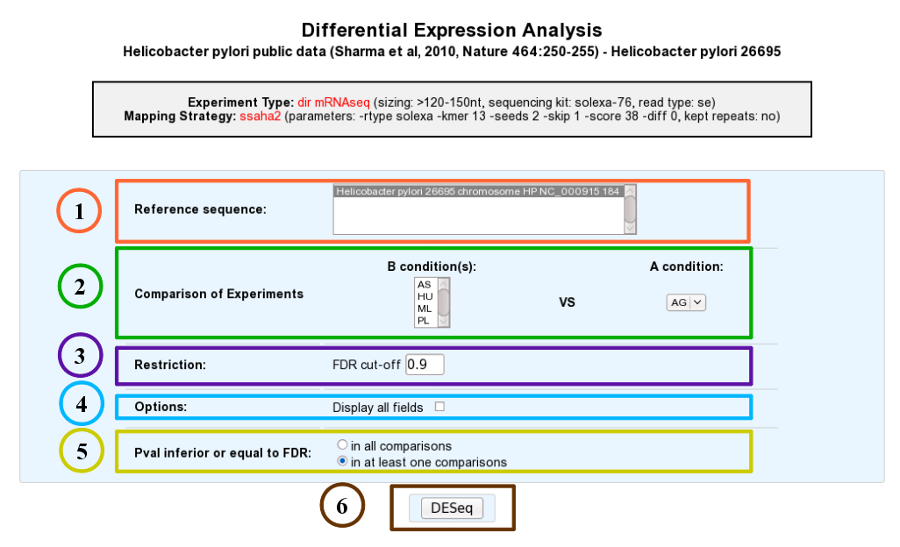 Differential Expression Analysis
Helicobacter pylori public data (Sharma et al, 2010, Nature 464:250-255) - Helicobacter pylori 26695
Experiment Type: dir mRNAseq (sizing: >120-150nt, sequencing kit: solexa-76, read type: se)
Mapping Strategy: ssaha2 (parameters: -rtype solexa -kmer 13 -seeds 2 -skip 1 -score 38 -diff 0, kept repeats: no)
1
Reference sequence:
Helicobacter pylori 26695 chromosome HP NC_000915 184
2
Comparison of Experiments
B condition(s):
AS
HU
ML
PL
VS
A condition:
AG
3
Restriction:
FDR cut-off 0.9
4
Options:
Display all fields
5
Pval inferior or equal to FDR:
in all comparisons
in at least one comparisons
6
DESeq